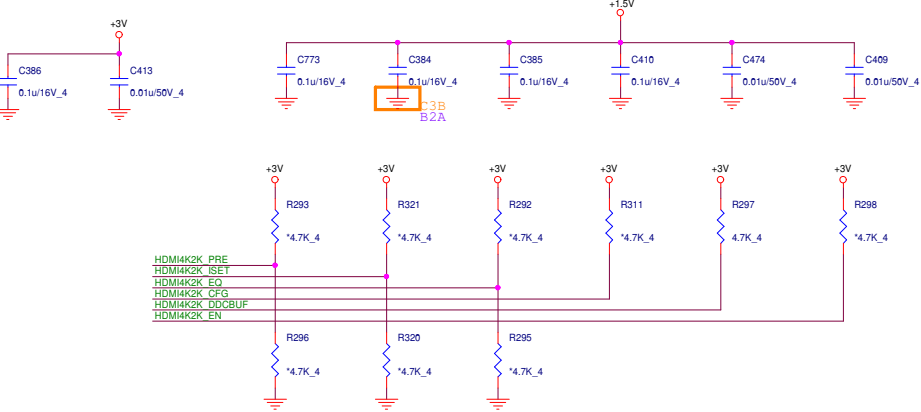 +3V
+1.5V
C386
0.1u/16V_4
C413
0.01u/50V_4
C773
0.1u/16V_4
C384
0.1u/16V_4
C385
0.1u/16V_4
C410
0.1u/16V_4
C474
0.01u/50V_4
C409
0.01u/50V_4
C3B
B2A
+3V
+3V
+3V
+3V
+3V
+3V
R293
*4.7K_4
R321
*4.7K_4
R292
*4.7K_4
R311
*4.7K_4
R297
4.7K_4
R298
*4.7K_4
HDMI4K2K_PRE
HDMI4K2K_ISET
HDMI4K2K_EQ
HDMI4K2K_CFG
HDMI4K2K_DDCBUF
HDMI4K2K_EN
R296
*4.7K_4
R320
*4.7K_4
R295
*4.7K_4